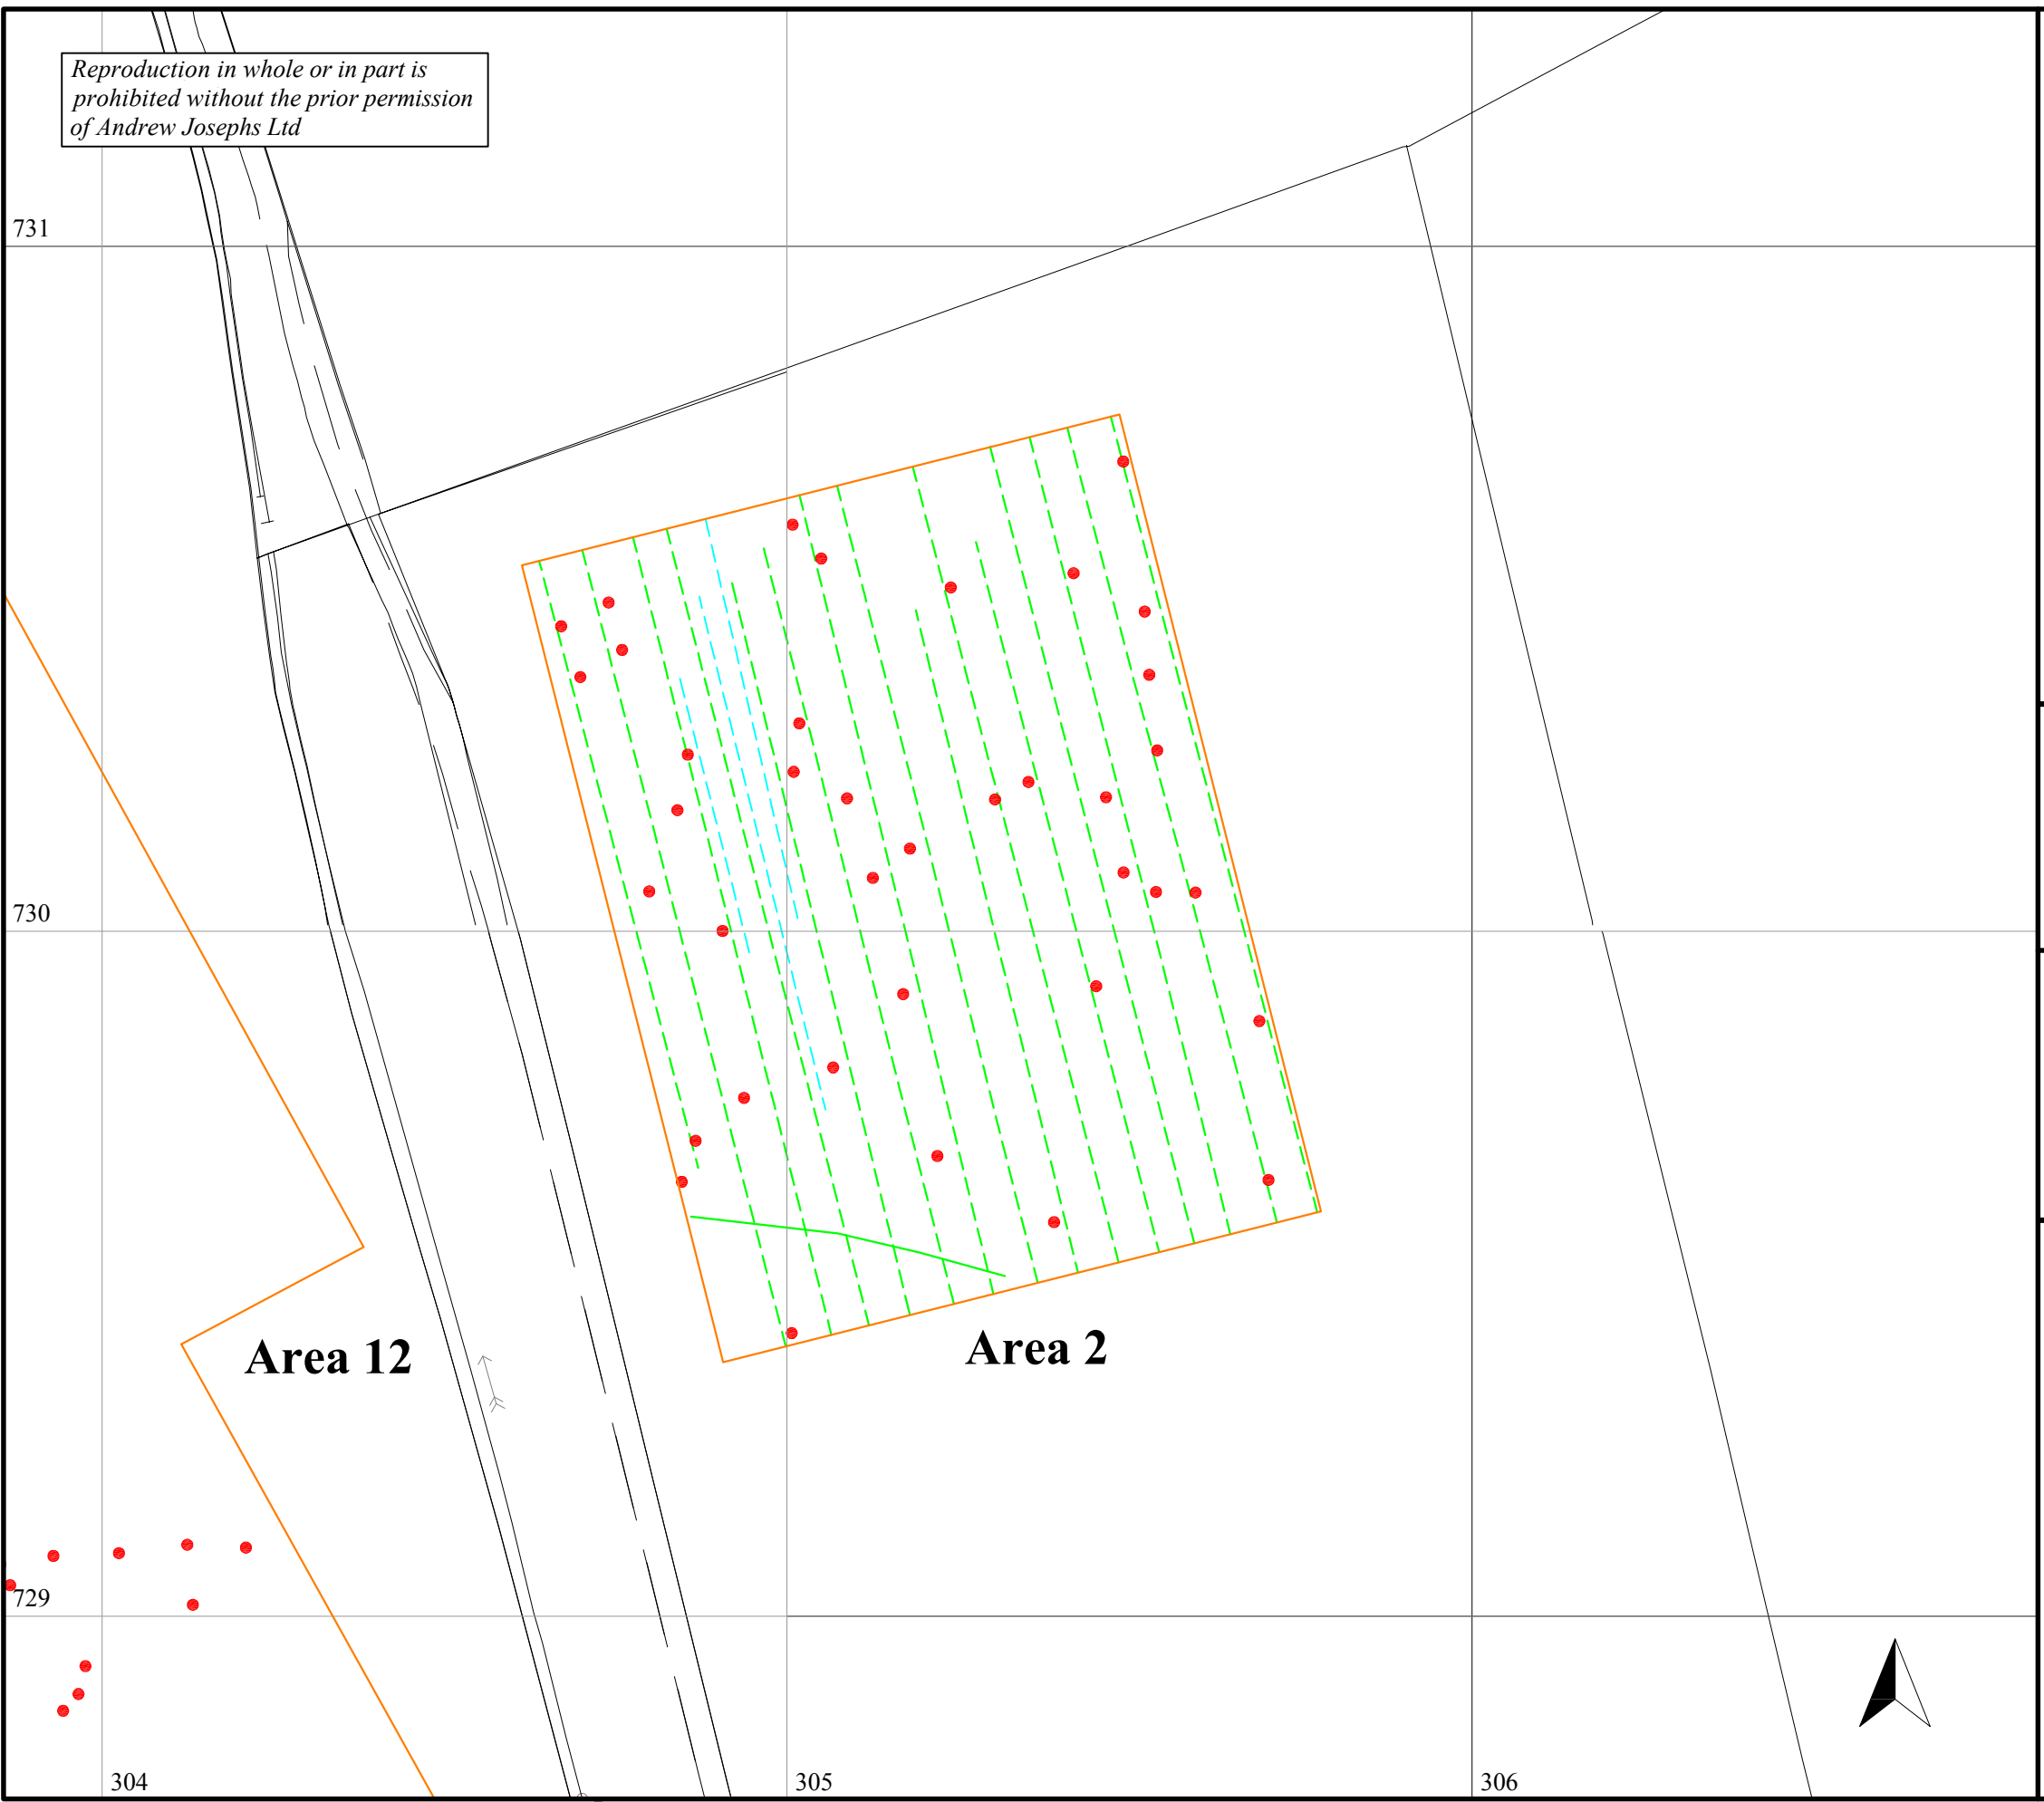 Reproduction in whole or in part is
prohibited without the prior permission
of Andrew Josephs Ltd
731
730
Area 12
Area 2
729
304
305
306